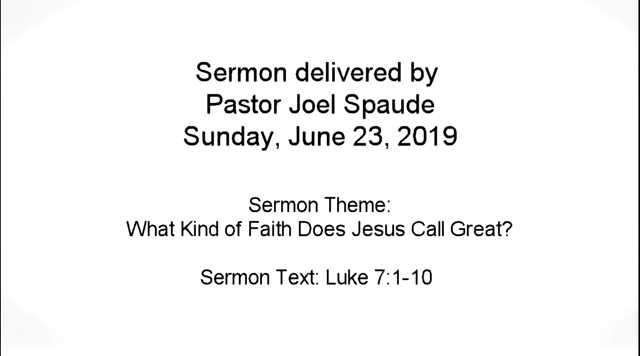 Sermon delivered by
Pastor Joel Spaude
Sunday, June 23, 2019
Sermon Theme:
What Kind of Faith Does Jesus Call Great?
Sermon Text: Luke 7:1-10